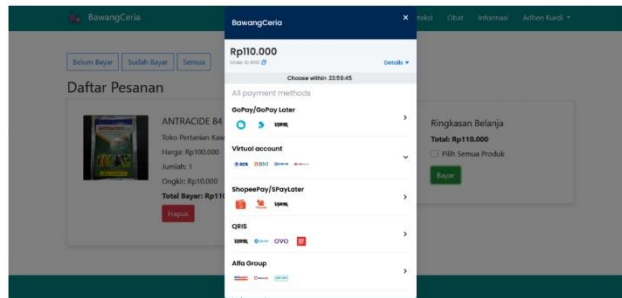 BawangCeria
Obat
Informasi
Adhen Kurdi
Belum Bayar
Sudah Bayar
Semua
Daftar Pesanan
ANTRACIDE 84
Toko Pertanian Kaw
Harga: Rp100.000
Jumlah: 1
Ongkir: Rp10.000
Total Bayar: Rp11
Hapus
BawangCeria
×
Rp110.000
Details
Choose within 23:59:45
All payment methods
GoPay/GoPay Later
Virtual account
BCA
BNI
ShopeePay/SPayLater
QRIS
OVO
Alfa Group
Ringkasan Belanja
Total: Rp110.000
Pilih Semua Produk
Bayar